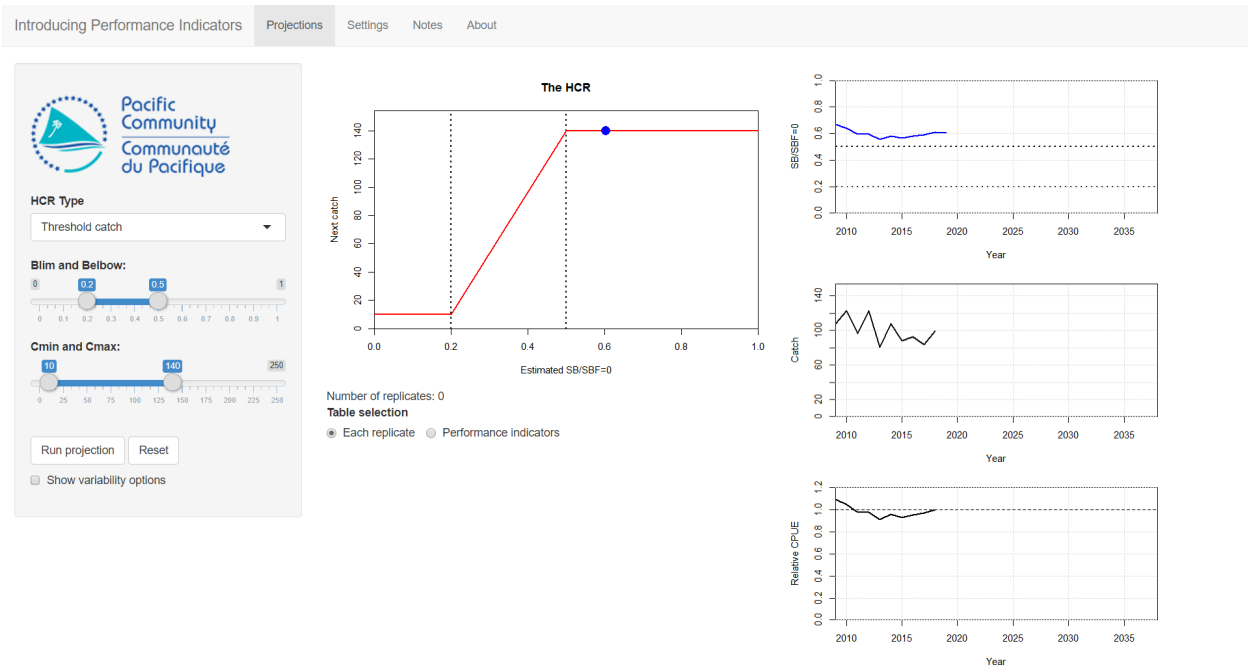 Introducing Performance Indicators Projections Settings Notes About
Pacific
Community
Communauté
du Pacifique
HCR Type
Threshold catch
Blim and Belbow:
0 0.2 0.5 1
0 0.1 0.2 0.3 0.4 0.5 0.6 0.7 0.8 0.9 1
Cmin and Cmax:
10 140 250
0 25 50 75 100 125 150 175 200 225 250
Run projection Reset
Show variability options
The HCR
Next catch
140
120
100
80
60
40
20
0
0.0 0.2 0.4 0.6 0.8 1.0
Estimated SB/SBF=0
Number of replicates: 0
Table selection
Each replicate Performance indicators
SB/SBF=0
1.0
0.8
0.6
0.4
0.2
0.0
2010 2015 2020 2025 2030 2035
Year
Catch
140
100
60
20
0
2010 2015 2020 2025 2030 2035
Year
Relative CPUE
1.2
1.0
0.8
0.6
0.4
0.2
0.0
2010 2015 2020 2025 2030 2035
Year